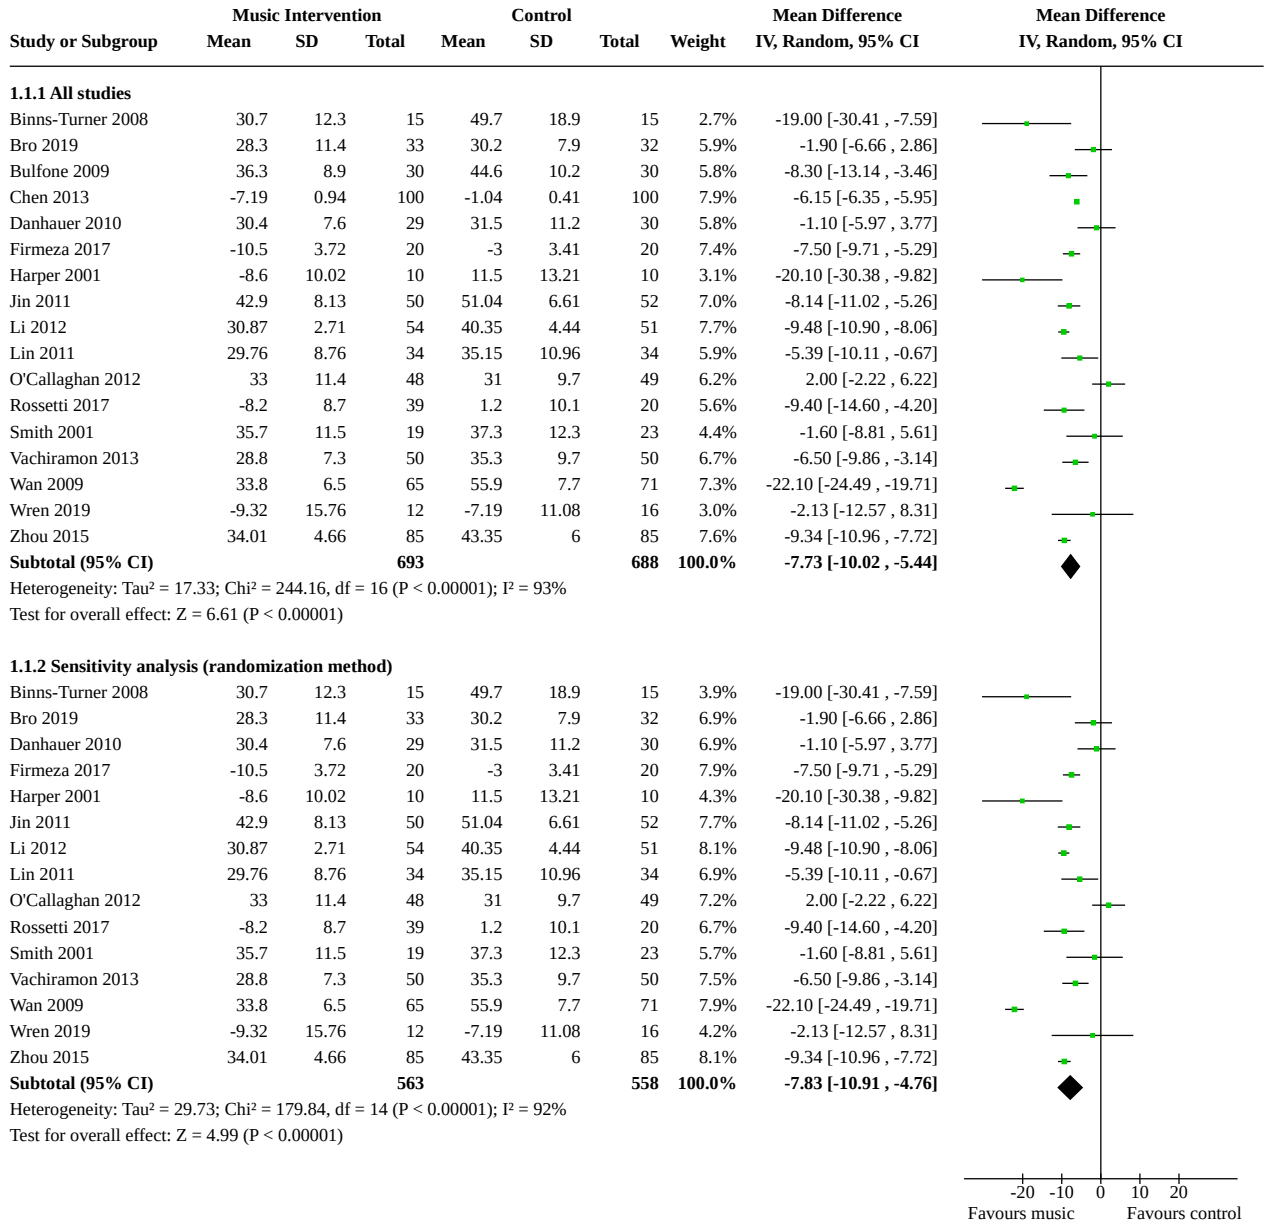 Music Intervention Control Mean Difference Mean Difference
Study or Subgroup Mean SD Total Mean SD Total Weight IV, Random, 95% CI IV, Random, 95% CI
1.1.1 All studies
Binns-Turner 2008 30.7 12.3 15 49.7 18.9 15 2.7% -19.00 [-30.41 , -7.59]
Bro 2019 28.3 11.4 33 30.2 7.9 32 5.9% -1.90 [-6.66 , 2.86]
Bulfone 2009 36.3 8.9 30 44.6 10.2 30 5.8% -8.30 [-13.14 , -3.46]
Chen 2013 -7.19 0.94 100 -1.04 0.41 100 7.9% -6.15 [-6.35 , -5.95]
Danhauer 2010 30.4 7.6 29 31.5 11.2 30 5.8% -1.10 [-5.97 , 3.77]
Firmeza 2017 -10.5 3.72 20 -3 3.41 20 7.4% -7.50 [-9.71 , -5.29]
Harper 2001 -8.6 10.02 10 11.5 13.21 10 3.1% -20.10 [-30.38 , -9.82]
Jin 2011 42.9 8.13 50 51.04 6.61 52 7.0% -8.14 [-11.02 , -5.26]
Li 2012 30.87 2.71 54 40.35 4.44 51 7.7% -9.48 [-10.90 , -8.06]
Lin 2011 29.76 8.76 34 35.15 10.96 34 5.9% -5.39 [-10.11 , -0.67]
O'Callaghan 2012 33 11.4 48 31 9.7 49 6.2% 2.00 [-2.22 , 6.22]
Rossetti 2017 -8.2 8.7 39 1.2 10.1 20 5.6% -9.40 [-14.60 , -4.20]
Smith 2001 35.7 11.5 19 37.3 12.3 23 4.4% -1.60 [-8.81 , 5.61]
Vachiramon 2013 28.8 7.3 50 35.3 9.7 50 6.7% -6.50 [-9.86 , -3.14]
Wan 2009 33.8 6.5 65 55.9 7.7 71 7.3% -22.10 [-24.49 , -19.71]
Wren 2019 -9.32 15.76 12 -7.19 11.08 16 3.0% -2.13 [-12.57 , 8.31]
Zhou 2015 34.01 4.66 85 43.35 6 85 7.6% -9.34 [-10.96 , -7.72]
Subtotal (95% CI) 693 688 100.0% -7.73 [-10.02 , -5.44]
Heterogeneity: Tau² = 17.33; Chi² = 244.16, df = 16 (P < 0.00001); I² = 93%
Test for overall effect: Z = 6.61 (P < 0.00001)
1.1.2 Sensitivity analysis (randomization method)
Binns-Turner 2008 30.7 12.3 15 49.7 18.9 15 3.9% -19.00 [-30.41 , -7.59]
Bro 2019 28.3 11.4 33 30.2 7.9 32 6.9% -1.90 [-6.66 , 2.86]
Danhauer 2010 30.4 7.6 29 31.5 11.2 30 6.9% -1.10 [-5.97 , 3.77]
Firmeza 2017 -10.5 3.72 20 -3 3.41 20 7.9% -7.50 [-9.71 , -5.29]
Harper 2001 -8.6 10.02 10 11.5 13.21 10 4.3% -20.10 [-30.38 , -9.82]
Jin 2011 42.9 8.13 50 51.04 6.61 52 7.7% -8.14 [-11.02 , -5.26]
Li 2012 30.87 2.71 54 40.35 4.44 51 8.1% -9.48 [-10.90 , -8.06]
Lin 2011 29.76 8.76 34 35.15 10.96 34 6.9% -5.39 [-10.11 , -0.67]
O'Callaghan 2012 33 11.4 48 31 9.7 49 7.2% 2.00 [-2.22 , 6.22]
Rossetti 2017 -8.2 8.7 39 1.2 10.1 20 6.7% -9.40 [-14.60 , -4.20]
Smith 2001 35.7 11.5 19 37.3 12.3 23 5.7% -1.60 [-8.81 , 5.61]
Vachiramon 2013 28.8 7.3 50 35.3 9.7 50 7.5% -6.50 [-9.86 , -3.14]
Wan 2009 33.8 6.5 65 55.9 7.7 71 7.9% -22.10 [-24.49 , -19.71]
Wren 2019 -9.32 15.76 12 -7.19 11.08 16 4.2% -2.13 [-12.57 , 8.31]
Zhou 2015 34.01 4.66 85 43.35 6 85 8.1% -9.34 [-10.96 , -7.72]
Subtotal (95% CI) 563 558 100.0% -7.83 [-10.91 , -4.76]
Heterogeneity: Tau² = 29.73; Chi² = 179.84, df = 14 (P < 0.00001); I² = 92%
Test for overall effect: Z = 4.99 (P < 0.00001)
-20 -10 0 10 20
Favours music Favours control